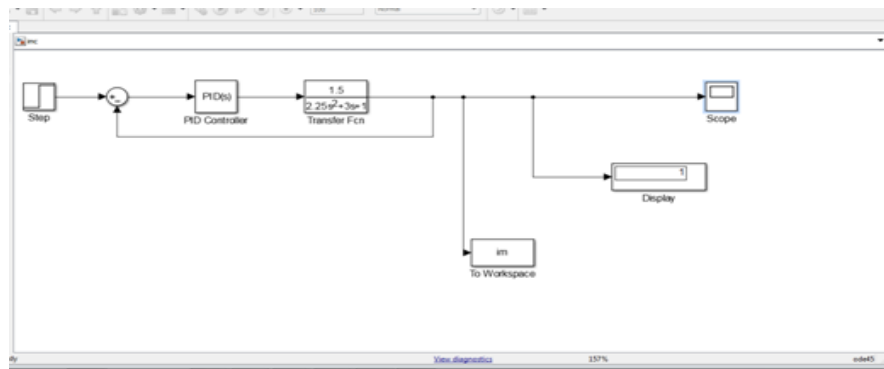 imc
1.5
PID(s)
2.25s²+3s+1
Step
PID Controller
Transfer Fcn
Scope
1
Display
im
To Workspace
View diagnostics
157%
ode45